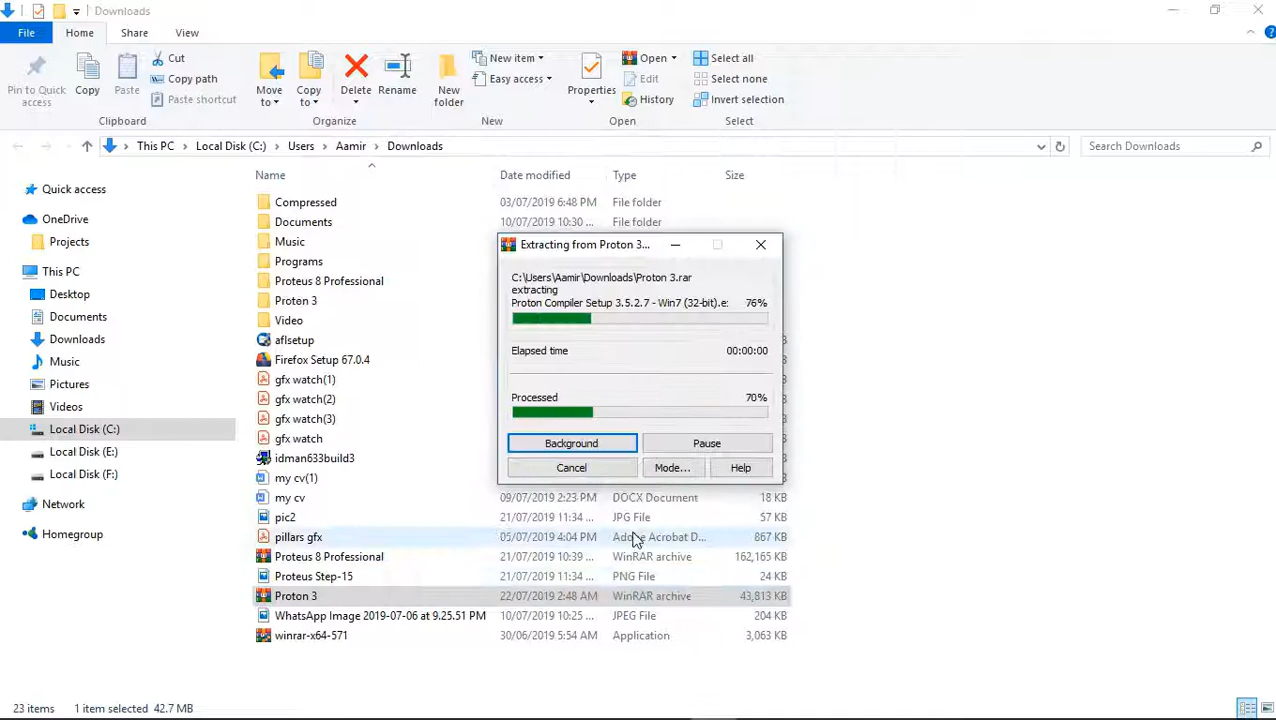 Downloads
File Home Share View
Pin to Quick access
Copy
Paste
Cut
Copy path
Paste shortcut
Clipboard
Move to
Copy to
Delete
Rename
Organize
New folder
New item
Easy access
New
Properties
Open
Edit
History
Open
Select all
Select none
Invert selection
Select
This PC Local Disk (C:) Users Aamir Downloads
Search Downloads
Quick access
OneDrive
Projects
This PC
Desktop
Documents
Downloads
Music
Pictures
Videos
Local Disk (C:)
Local Disk (E:)
Local Disk (F:)
Network
Homegroup
Name Date modified Type Size
Compressed 03/07/2019 6:48 PM File folder
Documents 10/07/2019 10:30 ... File folder
Music
Programs
Proteus 8 Professional
Proton 3
Video
aflsetup
Firefox Setup 67.0.4
gfx watch(1)
gfx watch(2)
gfx watch(3)
gfx watch
idman633build3
my cv(1)
my cv 09/07/2019 2:23 PM DOCX Document 18 KB
pic2 21/07/2019 11:34 ... JPG File 57 KB
pillars gfx 05/07/2019 4:04 PM Adobe Acrobat D... 867 KB
Proteus 8 Professional 21/07/2019 10:39 ... WinRAR archive 162,165 KB
Proteus Step-15 21/07/2019 11:34 ... PNG File 24 KB
Proton 3 22/07/2019 2:48 AM WinRAR archive 43,813 KB
WhatsApp Image 2019-07-06 at 9.25.51 PM 10/07/2019 10:25 ... JPEG File 204 KB
winrar-x64-571 30/06/2019 5:54 AM Application 3,063 KB
Extracting from Proton 3...
C:\Users\Aamir\Downloads\Proton 3.rar
extracting
Proton Compiler Setup 3.5.2.7 - Win7 (32-bit).e: 76%
Elapsed time 00:00:00
Processed 70%
Background Pause
Cancel Mode... Help
23 items 1 item selected 42.7 MB